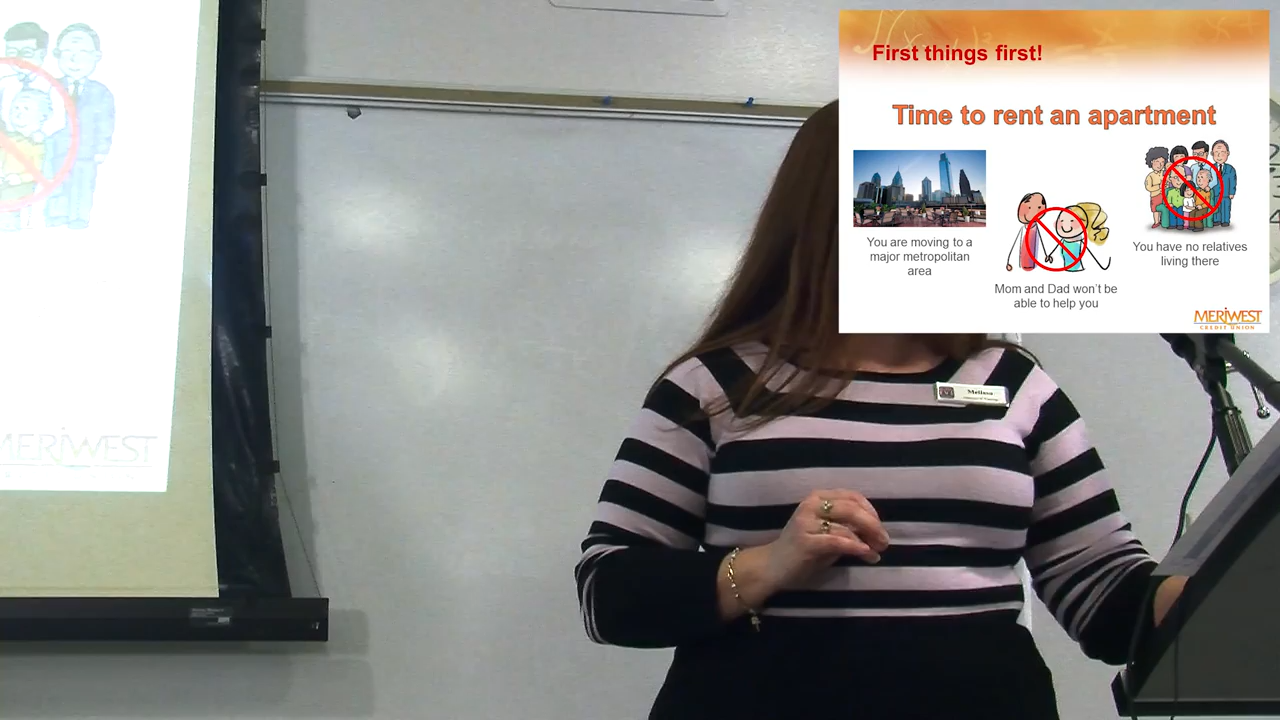 First things first!
Time to rent an apartment
You are moving to a
major metropolitan
area
Mom and Dad won't be
able to help you
You have no relatives
living there
MERIWEST
CREDIT UNION
MERIWEST
Melissa